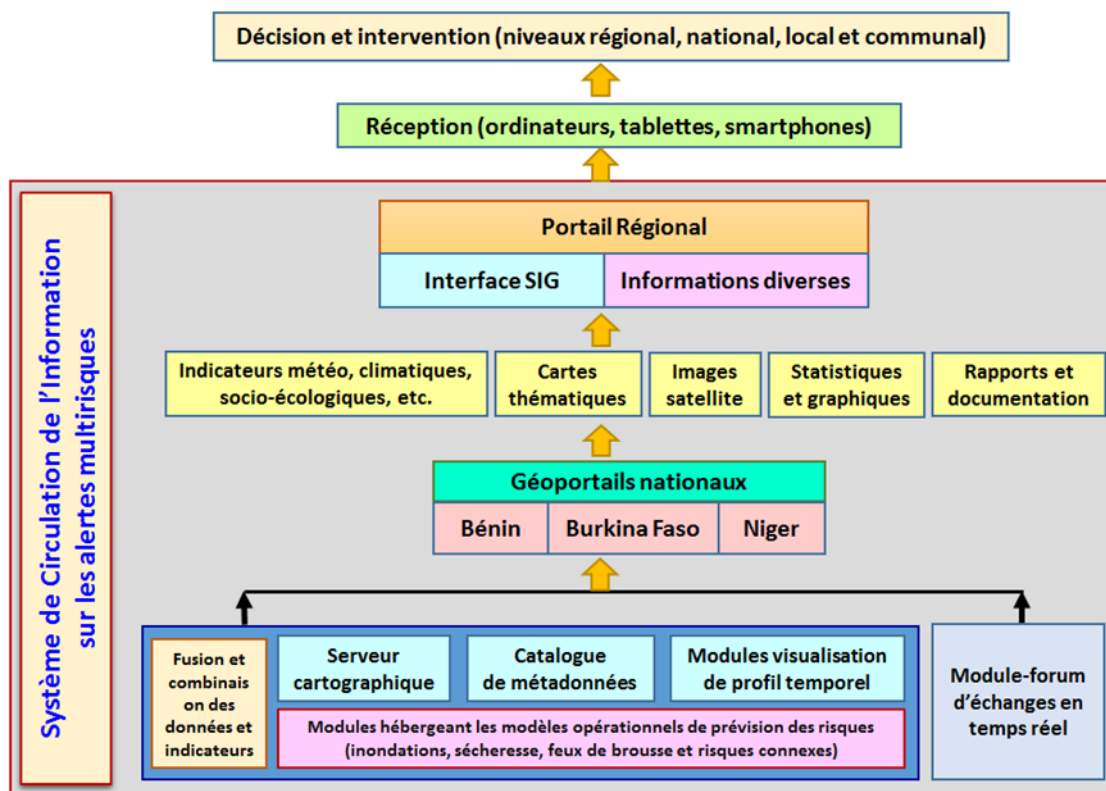 Décision et intervention (niveaux régional, national, local et communal)
Réception (ordinateurs, tablettes, smartphones)
Système de Circulation de l'Information
sur les alertes multirisques
Portail Régional
Interface SIG
Informations diverses
Indicateurs météo, climatiques,
socio-écologiques, etc.
Cartes
thématiques
Images
satellite
Statistiques
et graphiques
Rapports et
documentation
Géoportails nationaux
Bénin
Burkina Faso
Niger
Fusion et
combinais
on des
données et
indicateurs
Serveur
cartographique
Catalogue
de métadonnées
Modules visualisation
de profil temporel
Modules hébergeant les modèles opérationnels de prévision des risques
(inondations, sécheresse, feux de brousse et risques connexes)
Module-forum
d'échanges en
temps réel